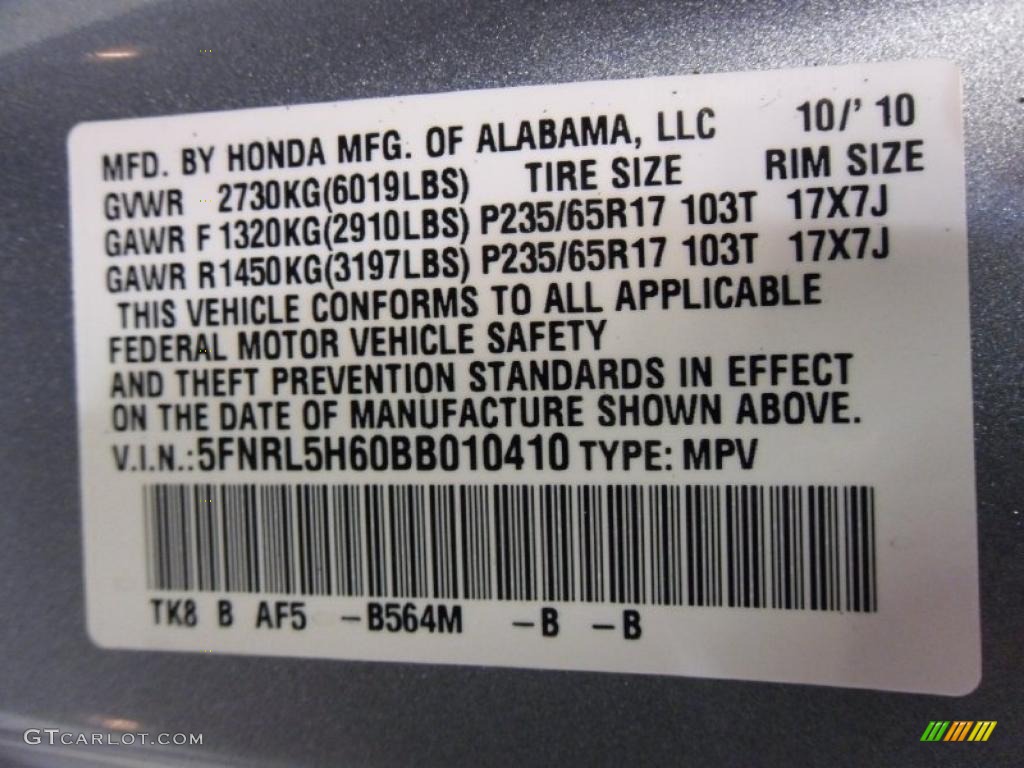 MFD. BY HONDA MFG. OF ALABAMA, LLC 10/' 10
GVWR 2730KG(6019LBS) TIRE SIZE RIM SIZE
GAWR F 1320KG(2910LBS) P235/65R17 103T 17X7J
GAWR R1450KG(3197LBS) P235/65R17 103T 17X7J
THIS VEHICLE CONFORMS TO ALL APPLICABLE
FEDERAL MOTOR VEHICLE SAFETY
AND THEFT PREVENTION STANDARDS IN EFFECT
ON THE DATE OF MANUFACTURE SHOWN ABOVE.
V.I.N.:5FNRL5H60BB010410 TYPE: MPV
TK8 B AF5 -B564M -B -B
GTCARLOT.COM